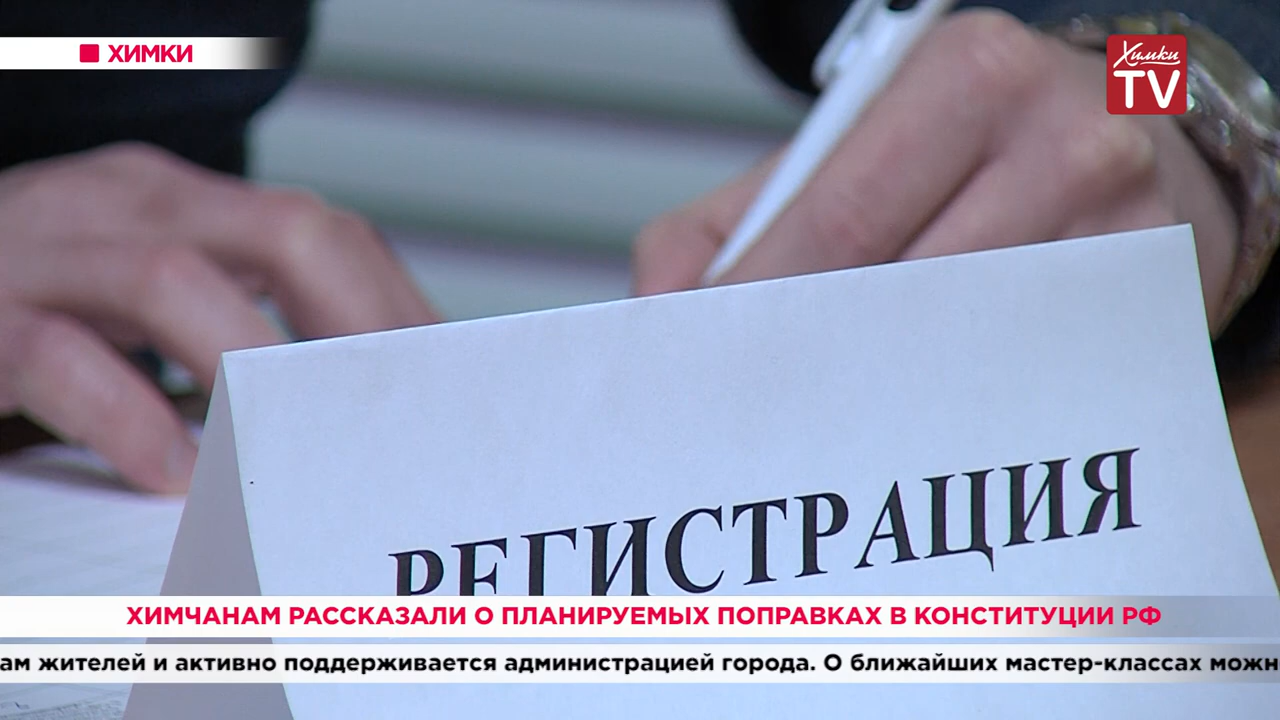 ХИМКИ
Химки
TV
РЕГИСТРАЦИЯ
ХИМЧАНАМ РАССКАЗАЛИ О ПЛАНИРУЕМЫХ ПОПРАВКАХ В КОНСТИТУЦИИ РФ
ам жителей и активно поддерживается администрацией города. О ближайших мастер-классах можн